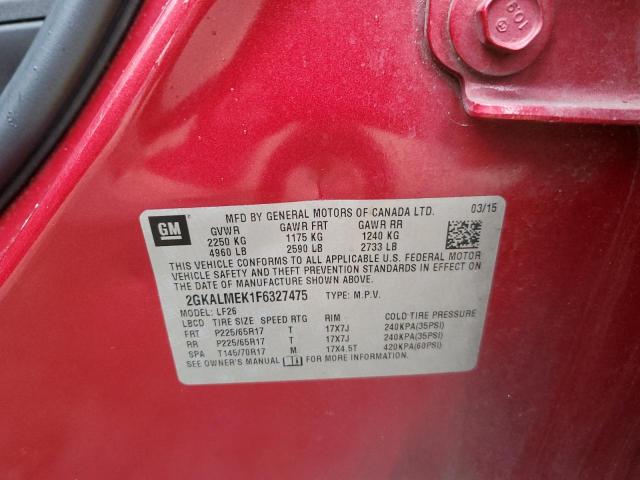 10.9
GM
MFD BY GENERAL MOTORS OF CANADA LTD. 03/15
GVWR GAWR FRT GAWR RR
2250 KG 1175 KG 1240 KG
4960 LB 2590 LB 2733 LB
THIS VEHICLE CONFORMS TO ALL APPLICABLE U.S. FEDERAL MOTOR
VEHICLE SAFETY AND THEFT PREVENTION STANDARDS IN EFFECT ON
THE DATE OF MANUFACTURE SHOWN ABOVE.
2GKALMEK1F6327475 TYPE: M.P.V.
MODEL: LF26
LBCD TIRE SIZE SPEED RTG RIM COLD TIRE PRESSURE
FRT P225/65R17 T 17X7J 240KPA(35PSI)
RR P225/65R17 T 17X7J 240KPA(35PSI)
SPA T145/70R17 M 17X4.5T 420KPA(60PSI)
SEE OWNER'S MANUAL FOR MORE INFORMATION.